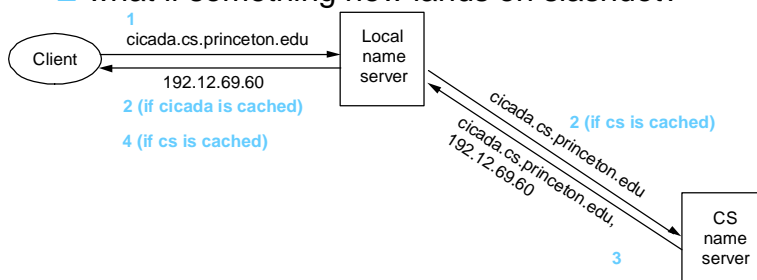 what if something new lands on slashdot?
1
cicada.cs.princeton.edu
Client
Local
name
server
192.12.69.60
2 (if cicada is cached)
4 (if cs is cached)
cicada.cs.princeton.edu
2 (if cs is cached)
cicada.cs.princeton.edu,
192.12.69.60
3
CS
name
server